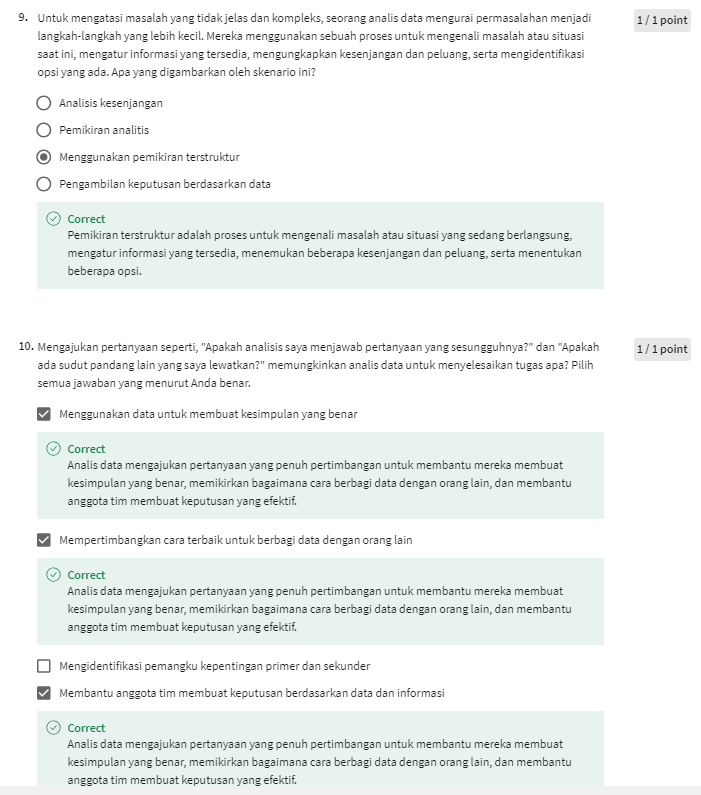 9. Untuk mengatasi masalah yang tidak jelas dan kompleks, seorang analis data mengurai permasalahan menjadi
1 / 1 point
langkah-langkah yang lebih kecil. Mereka menggunakan sebuah proses untuk mengenali masalah atau situasi
saat ini, mengatur informasi yang tersedia, mengungkapkan kesenjangan dan peluang, serta mengidentifikasi
opsi yang ada. Apa yang digambarkan oleh skenario ini?
Analisis kesenjangan
Pemikiran analitis
Menggunakan pemikiran terstruktur
Pengambilan keputusan berdasarkan data
Correct
Pemikiran terstruktur adalah proses untuk mengenali masalah atau situasi yang sedang berlangsung,
mengatur informasi yang tersedia, menemukan beberapa kesenjangan dan peluang, serta menentukan
beberapa opsi.
10. Mengajukan pertanyaan seperti, "Apakah analisis saya menjawab pertanyaan yang sesungguhnya?" dan "Apakah
1 / 1 point
ada sudut pandang lain yang saya lewatkan?" memungkinkan analis data untuk menyelesaikan tugas apa? Pilih
semua jawaban yang menurut Anda benar.
Menggunakan data untuk membuat kesimpulan yang benar
Correct
Analis data mengajukan pertanyaan yang penuh pertimbangan untuk membantu mereka membuat
kesimpulan yang benar, memikirkan bagaimana cara berbagi data dengan orang lain, dan membantu
anggota tim membuat keputusan yang efektif.
Mempertimbangkan cara terbaik untuk berbagi data dengan orang lain
Correct
Analis data mengajukan pertanyaan yang penuh pertimbangan untuk membantu mereka membuat
kesimpulan yang benar, memikirkan bagaimana cara berbagi data dengan orang lain, dan membantu
anggota tim membuat keputusan yang efektif.
Mengidentifikasi pemangku kepentingan primer dan sekunder
Membantu anggota tim membuat keputusan berdasarkan data dan informasi
Correct
Analis data mengajukan pertanyaan yang penuh pertimbangan untuk membantu mereka membuat
kesimpulan yang benar, memikirkan bagaimana cara berbagi data dengan orang lain, dan membantu
anggota tim membuat keputusan yang efektif.